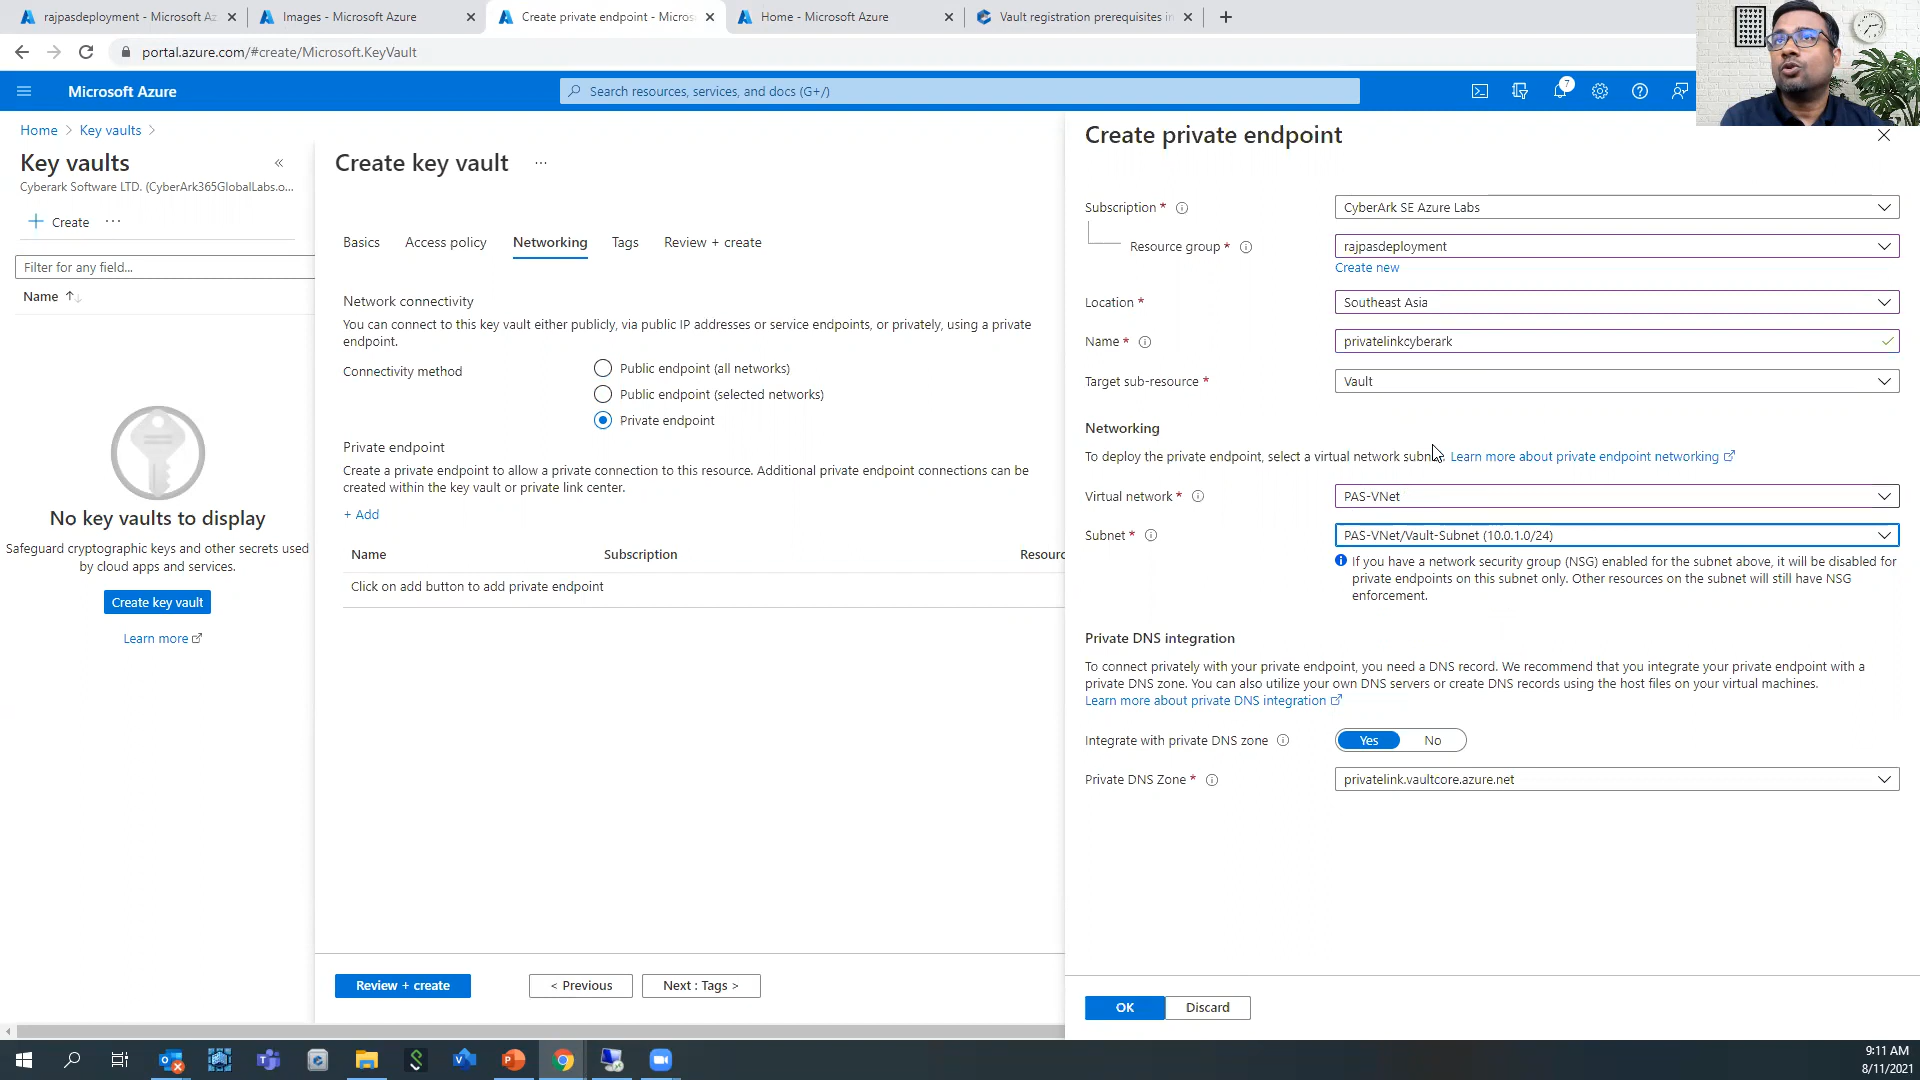 rajpasdeployment - Microsoft Az
Images - Microsoft Azure
Create private endpoint - Micros
Home - Microsoft Azure
Vault registration prerequisites in
portal.azure.com/#create/Microsoft.KeyVault
Microsoft Azure
Search resources, services, and docs (G+/)
7
Home > Key vaults >
Key vaults
Cyberark Software LTD. (CyberArk365GlobalLabs.o...
+ Create ...
Filter for any field...
Name
No key vaults to display
Safeguard cryptographic keys and other secrets used
by cloud apps and services.
Create key vault
Learn more
Create key vault ...
Basics Access policy Networking Tags Review + create
Network connectivity
You can connect to this key vault either publicly, via public IP addresses or service endpoints, or privately, using a private
endpoint.
Connectivity method
Public endpoint (all networks)
Public endpoint (selected networks)
Private endpoint
Private endpoint
Create a private endpoint to allow a private connection to this resource. Additional private endpoint connections can be
created within the key vault or private link center.
+ Add
Name Subscription Resourc
Click on add button to add private endpoint
Review + create
< Previous
Next : Tags >
Create private endpoint
Subscription * CyberArk SE Azure Labs
Resource group * rajpasdeployment
Create new
Location * Southeast Asia
Name * privatelinkcyberark
Target sub-resource * Vault
Networking
To deploy the private endpoint, select a virtual network subn Learn more about private endpoint networking
Virtual network * PAS-VNet
Subnet * PAS-VNet/Vault-Subnet (10.0.1.0/24)
If you have a network security group (NSG) enabled for the subnet above, it will be disabled for
private endpoints on this subnet only. Other resources on the subnet will still have NSG
enforcement.
Private DNS integration
To connect privately with your private endpoint, you need a DNS record. We recommend that you integrate your private endpoint with a
private DNS zone. You can also utilize your own DNS servers or create DNS records using the host files on your virtual machines.
Learn more about private DNS integration
Integrate with private DNS zone Yes No
Private DNS Zone * privatelink.vaultcore.azure.net
OK
Discard
9:11 AM
8/11/2021